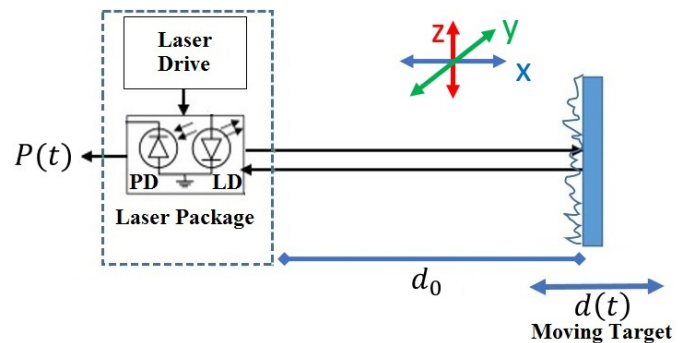 Laser
Drive
z
y
x
P(t)
PD
LD
Laser Package
d₀
d(t)
Moving Target